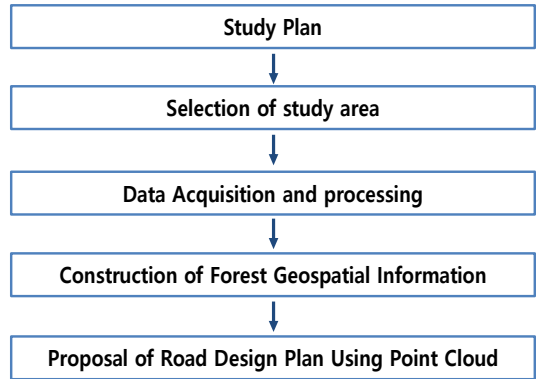 Study Plan
Selection of study area
Data Acquisition and processing
Construction of Forest Geospatial Information
Proposal of Road Design Plan Using Point Cloud